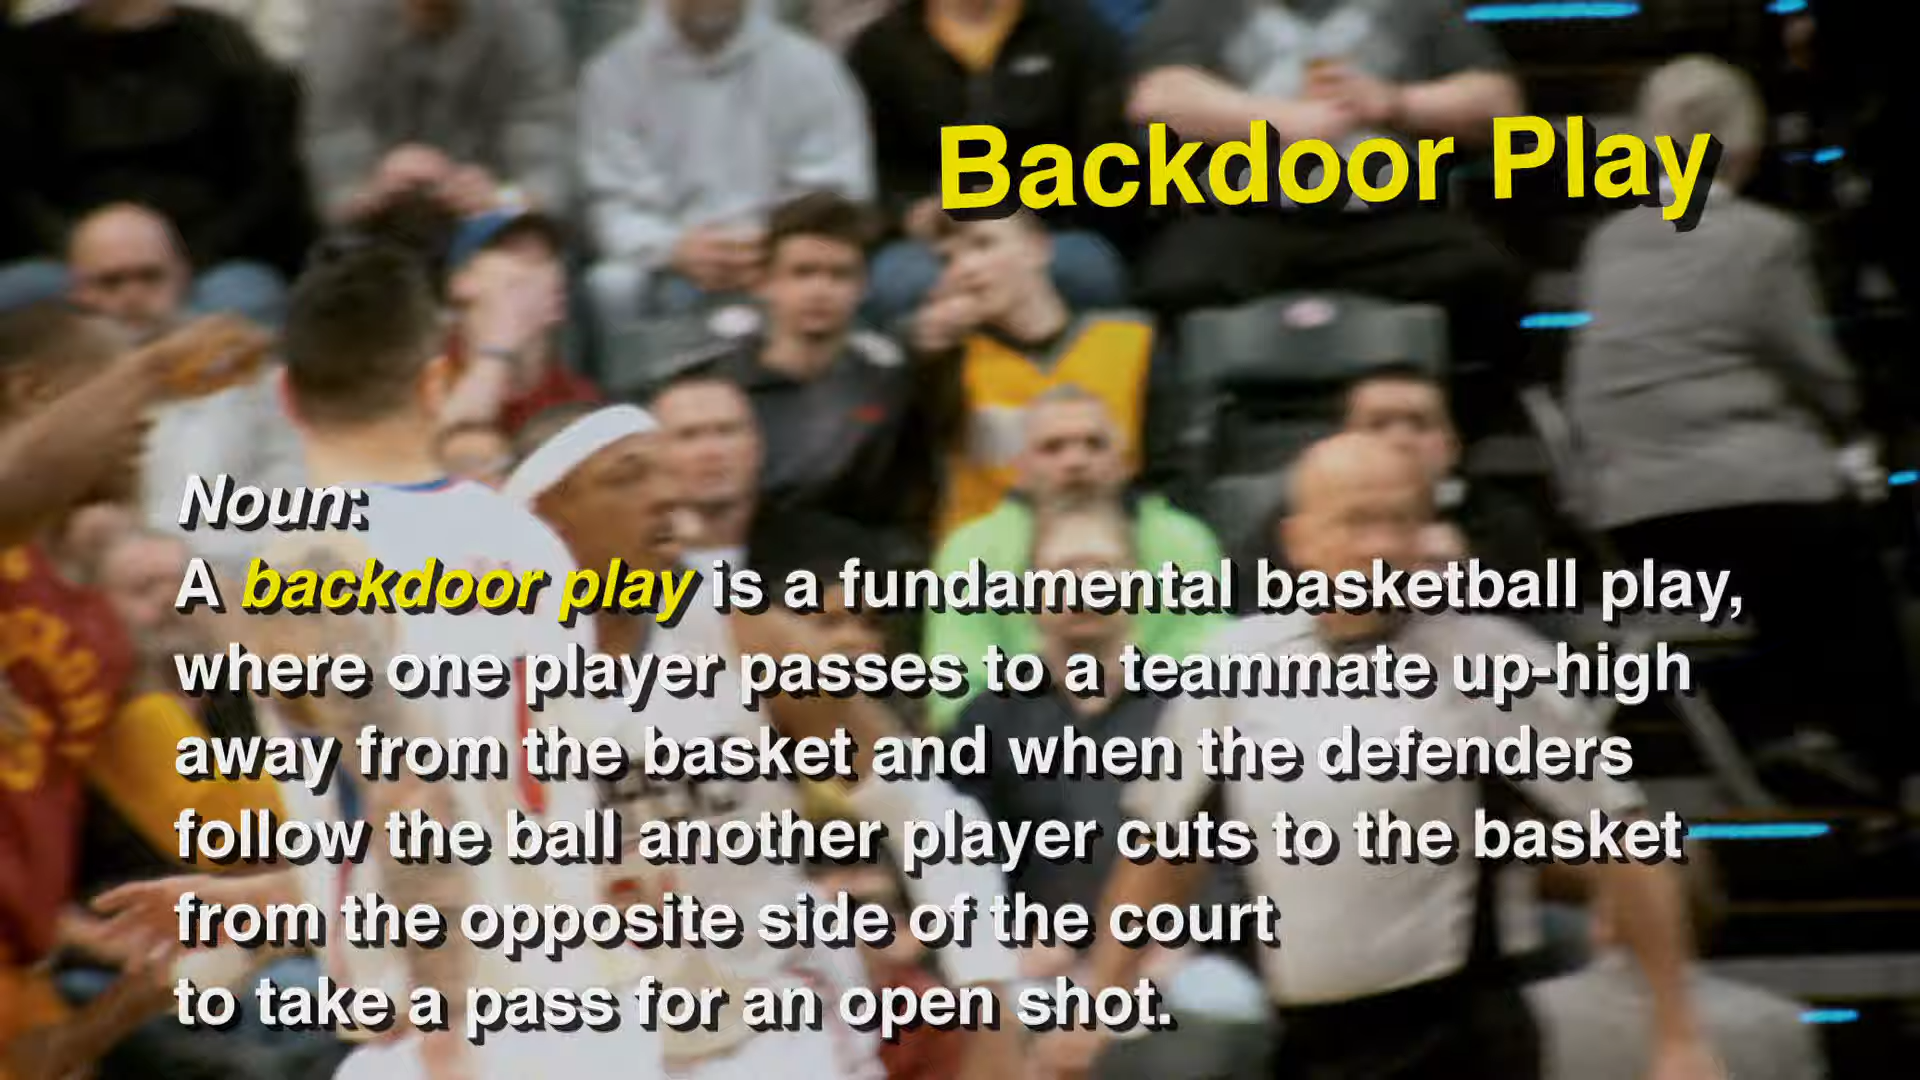 Backdoor Play
Noun:
A backdoor play is a fundamental basketball play,
where one player passes to a teammate up-high
away from the basket and when the defenders
follow the ball another player cuts to the basket
from the opposite side of the court
to take a pass for an open shot.